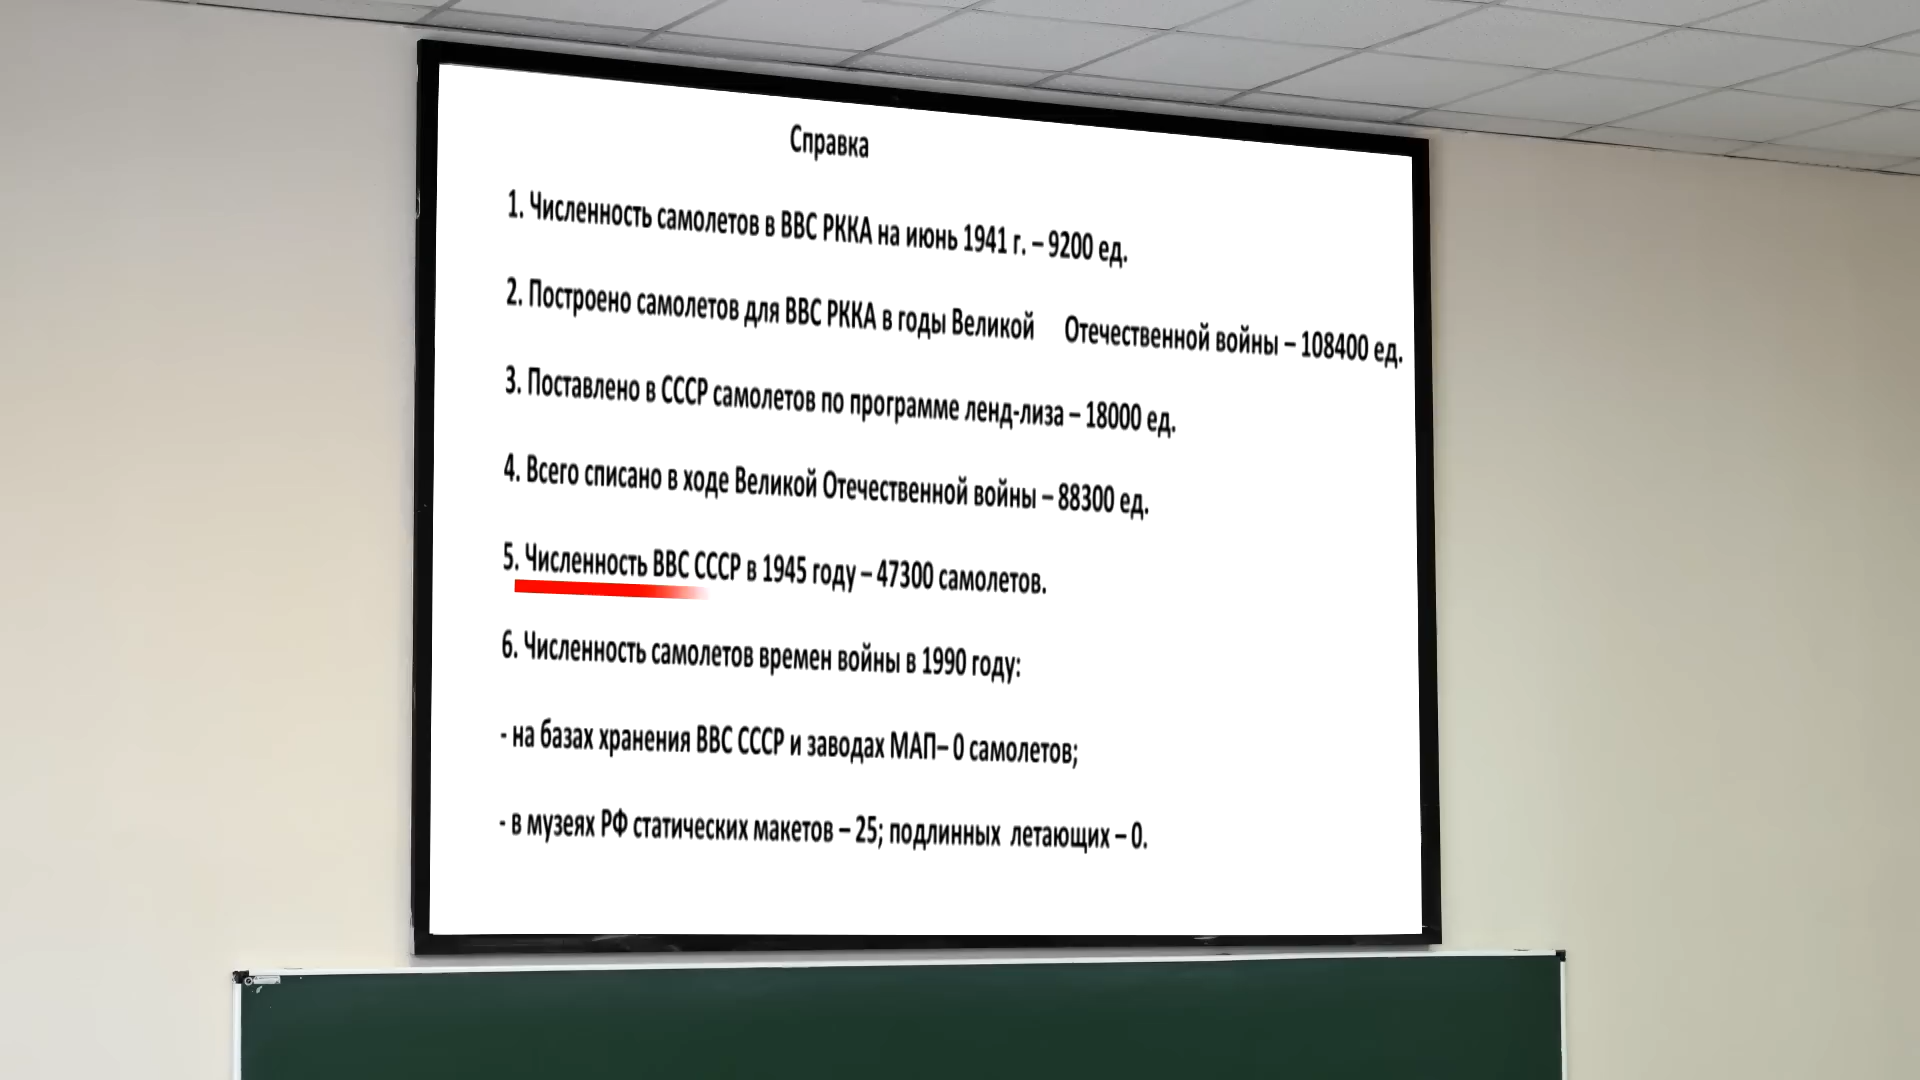 Справка
1. Численность самолетов в ВВС РККА на июнь 1941 г. – 9200 ед.
2. Построено самолетов для ВВС РККА в годы Великой Отечественной войны – 108400 ед.
3. Поставлено в СССР самолетов по программе ленд-лиза – 18000 ед.
4. Всего списано в ходе Великой Отечественной войны – 88300 ед.
5. Численность ВВС СССР в 1945 году – 47300 самолетов.
6. Численность самолетов времен войны в 1990 году:
- на базах хранения ВВС СССР и заводах МАП– 0 самолетов;
- в музеях РФ статических макетов – 25; подлинных летающих – 0.